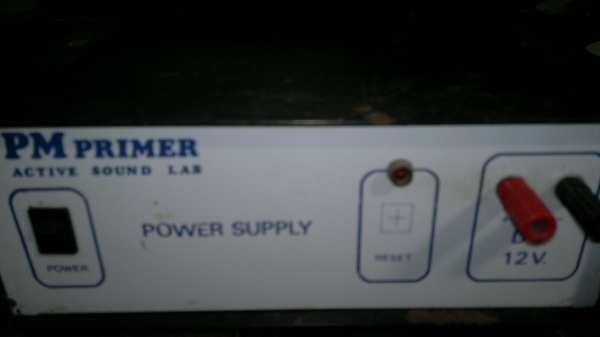 PM PRIMER
ACTIVE SOUND LAB
POWER
POWER SUPPLY
RESET
12V.